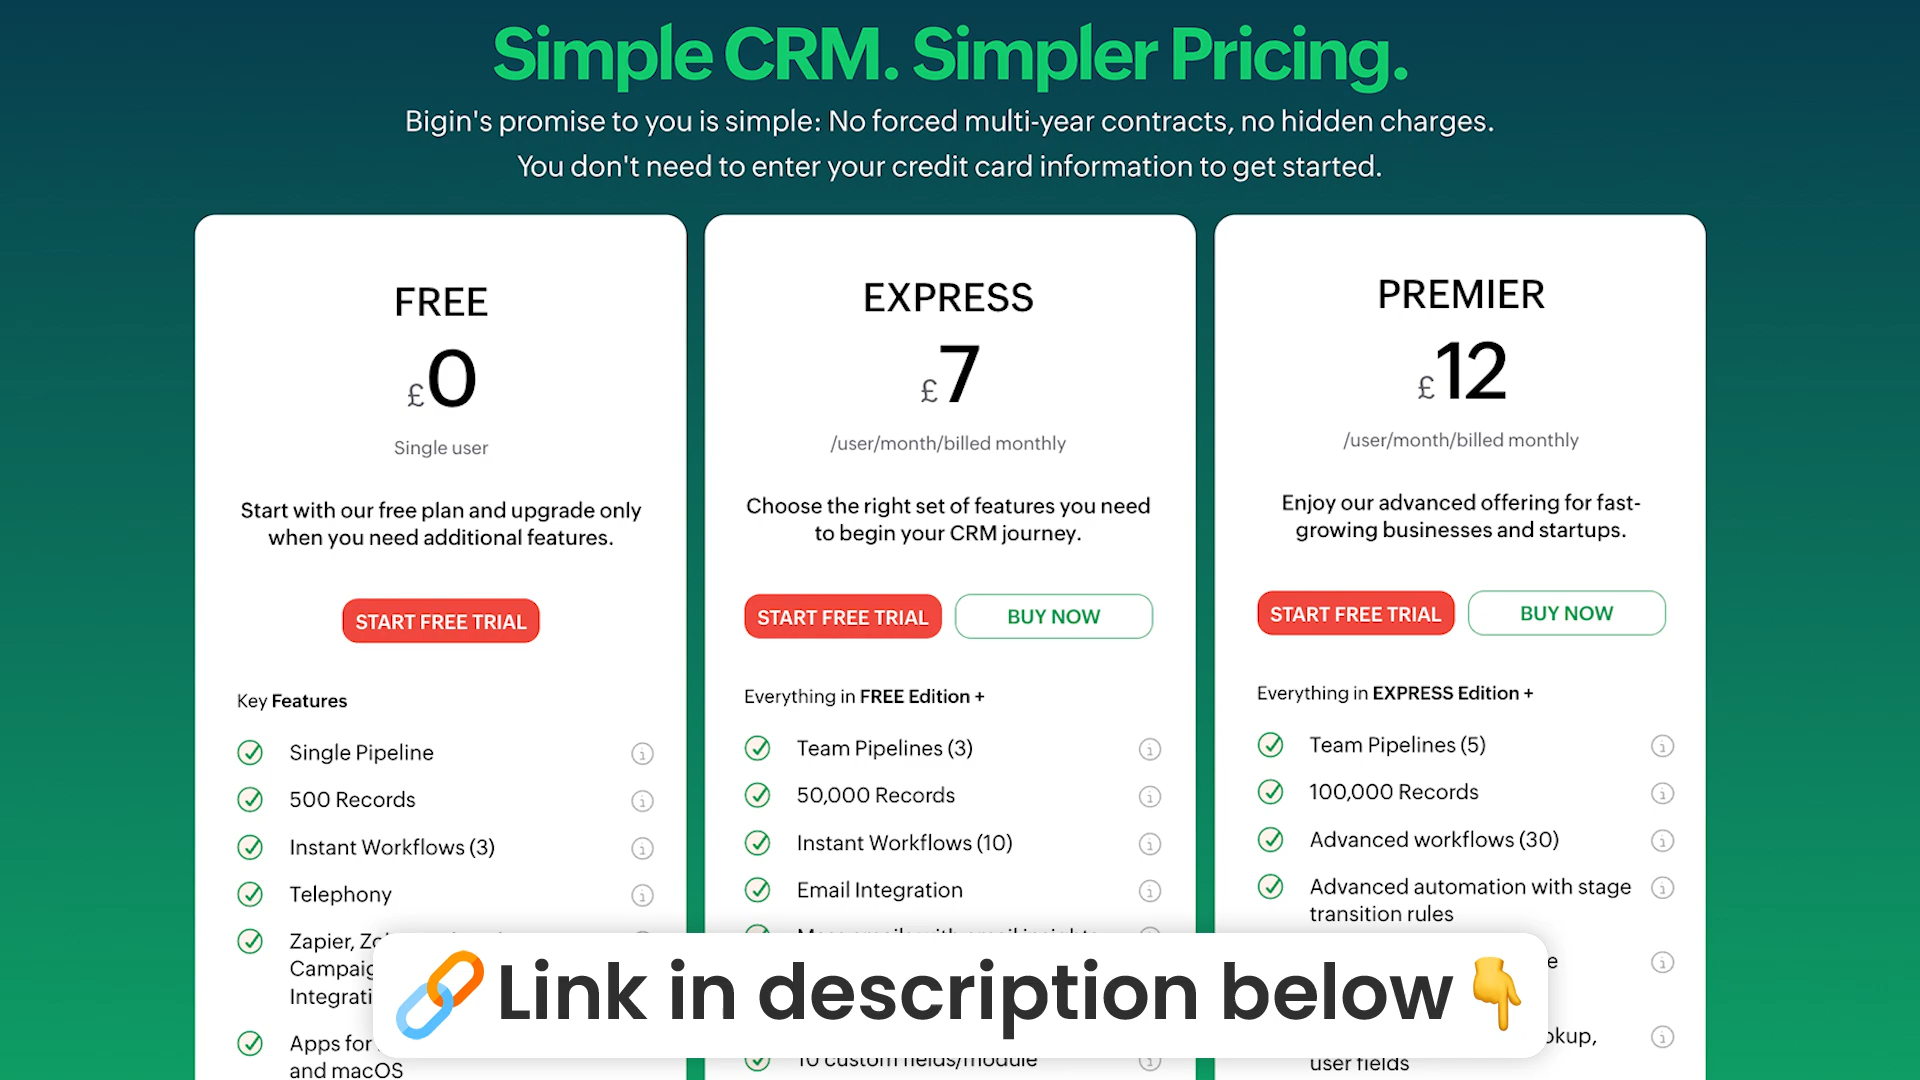 Simple CRM. Simpler Pricing.
Bigin's promise to you is simple: No forced multi-year contracts, no hidden charges.
You don't need to enter your credit card information to get started.
FREE
£0
Single user
Start with our free plan and upgrade only
when you need additional features.
START FREE TRIAL
Key Features
Single Pipeline
500 Records
Instant Workflows (3)
Telephony
Zapier,
Integrati
Apps for
and macOS
EXPRESS
£7
/user/month/billed monthly
Choose the right set of features you need
to begin your CRM journey.
START FREE TRIAL
BUY NOW
Everything in FREE Edition +
Team Pipelines (3)
50,000 Records
Instant Workflows (10)
Email Integration
10 custom fields/module
PREMIER
£12
/user/month/billed monthly
Enjoy our advanced offering for fast-
growing businesses and startups.
START FREE TRIAL
BUY NOW
Everything in EXPRESS Edition +
Team Pipelines (5)
100,000 Records
Advanced workflows (30)
Advanced automation with stage
transition rules
user fields
Link in description below